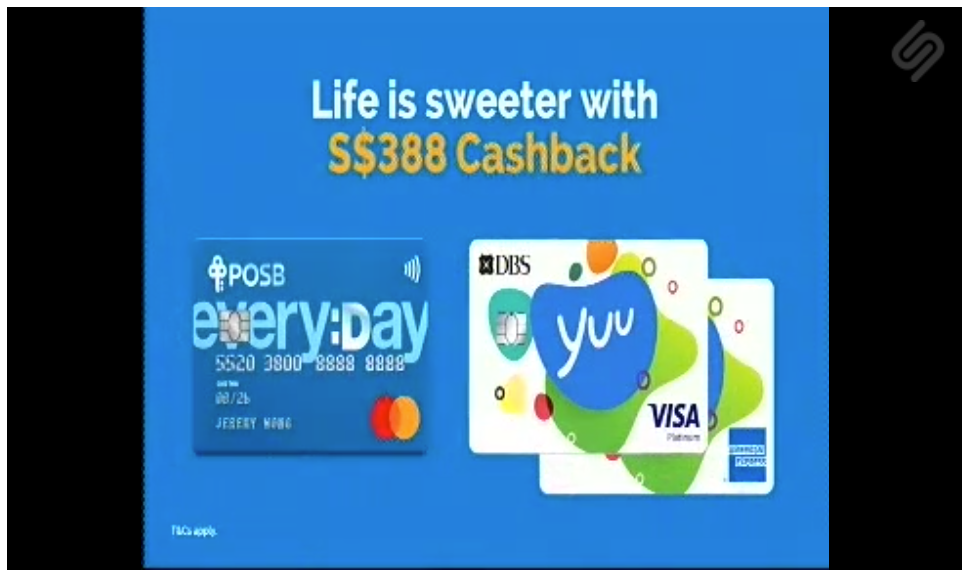 Life is sweeter with
S$388 Cashback
POSB
every:Day
5520 3800 8888 8888
08/26
JEREMY WONG
DBS
yuu
VISA
Platinum
AMERICAN
EXPRESS
T&Cs apply.